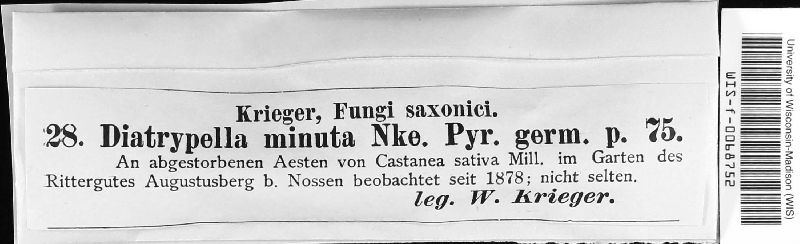 Krieger, Fungi saxonici.
28. Diatrypella minuta Nke. Pyr. germ. p. 75.
An abgestorbenen Aesten von Castanea sativa Mill. im Garten des
Rittergutes Augustusberg b. Nossen beobachtet seit 1878; nicht selten.
leg. W. Krieger.
WIS-f-0068752
University of Wisconsin-Madison (WIS)